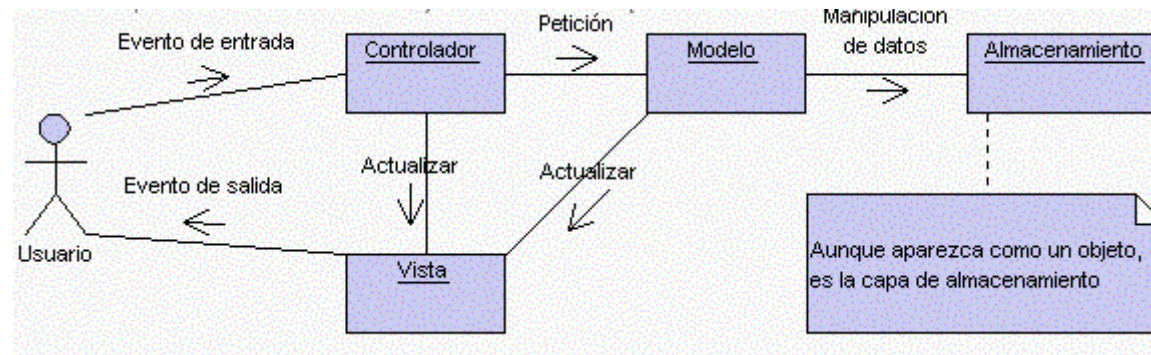 Evento de entrada
Controlador
Petición
Modelo
Manipulación
de datos
Almacenamiento
Actualizar
Actualizar
Evento de salida
Usuario
Vista
Aunque aparezca como un objeto,
es la capa de almacenamiento